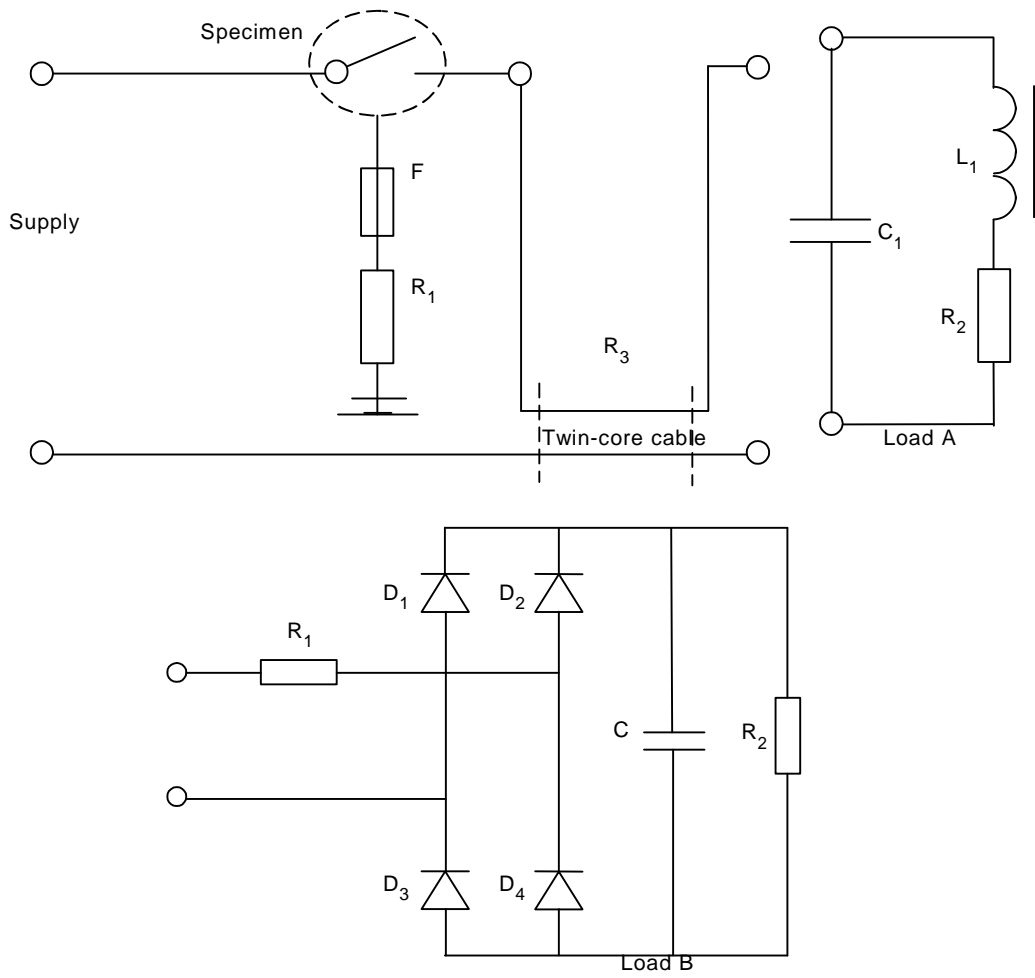 Specimen
Supply
F
R1
R3
Twin-core cable
C1
L1
R2
Load A
D1
D2
R1
C
R2
D3
D4
Load B